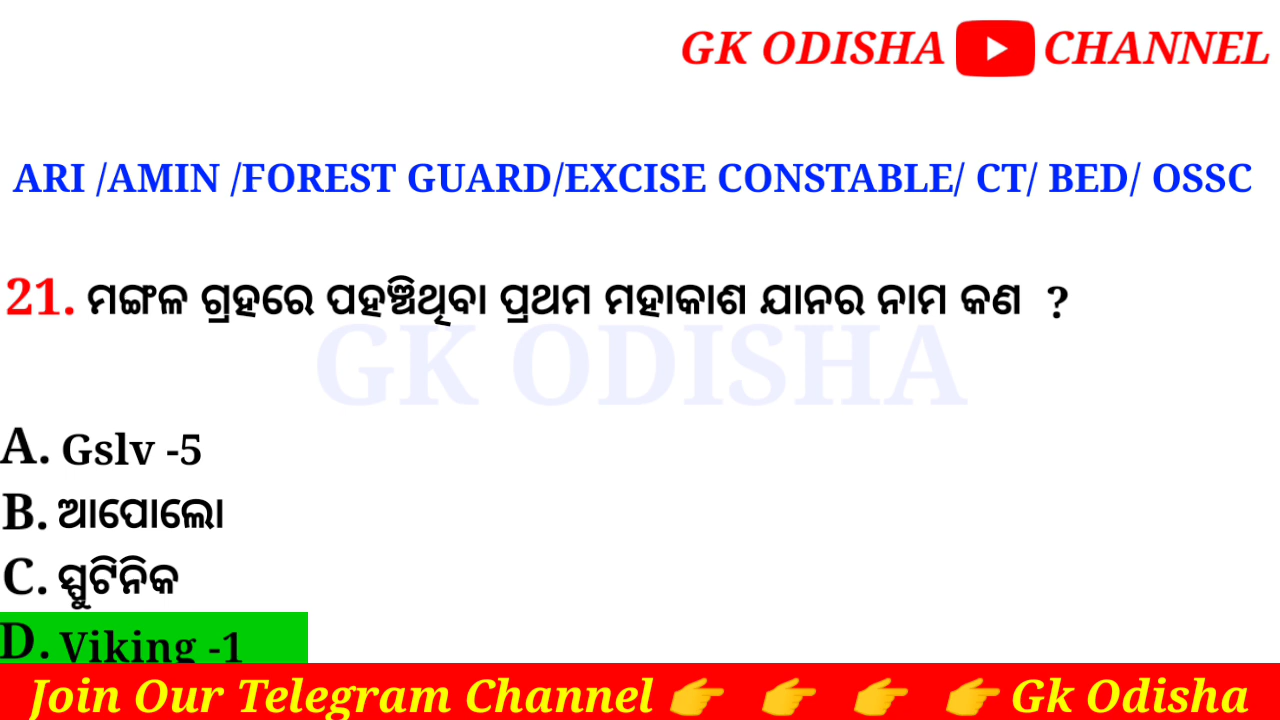 GK ODISHA CHANNEL
ARI /AMIN /FOREST GUARD/EXCISE CONSTABLE/ CT/ BED/ OSSC
21. ମଙ୍ଗଳ ଗ୍ରହରେ ପହଞ୍ଚିଥିବା ପ୍ରଥମ ମହାକାଶ ଯାନର ନାମ କଣ ?
GK ODISHA
A. Gslv -5
B. ଆପୋଲୋ
C. ସ୍ପୁଟିନିକ
D. Viking -1
Join Our Telegram Channel 👉 👉 👉 👉 Gk Odisha